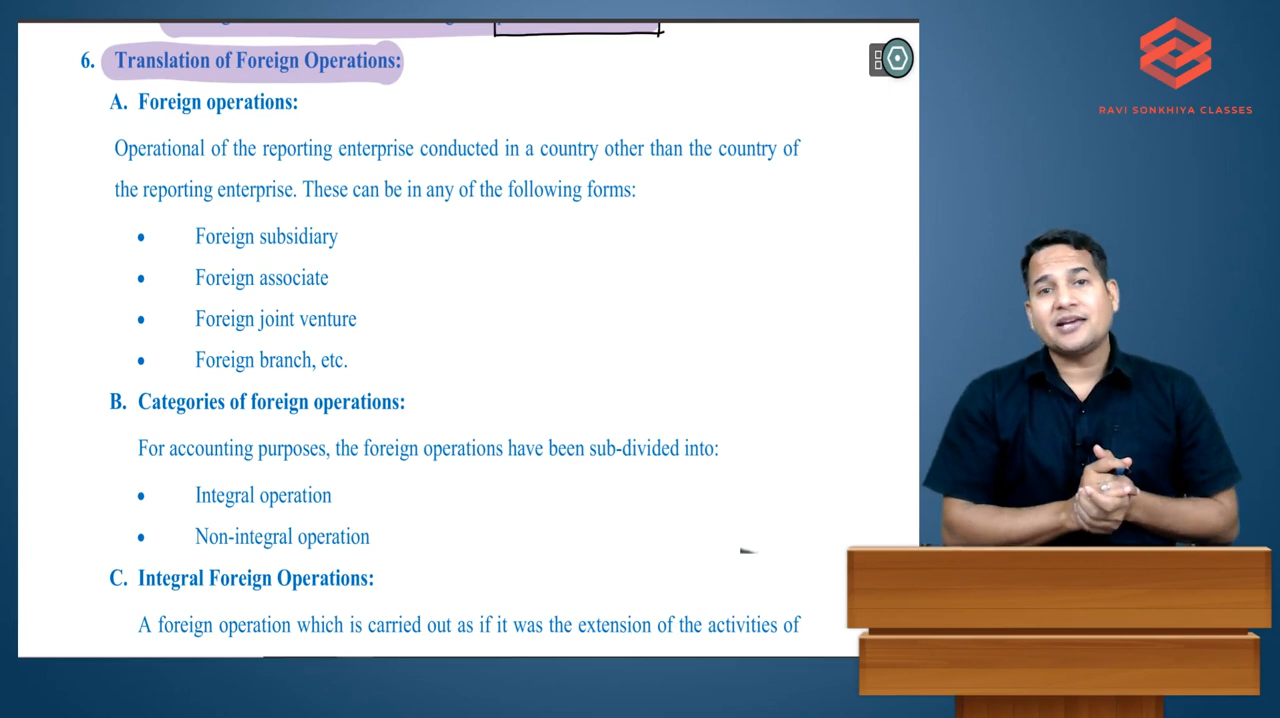 6. Translation of Foreign Operations:
A. Foreign operations:
Operational of the reporting enterprise conducted in a country other than the country of
the reporting enterprise. These can be in any of the following forms:
• Foreign subsidiary
• Foreign associate
• Foreign joint venture
• Foreign branch, etc.
B. Categories of foreign operations:
For accounting purposes, the foreign operations have been sub-divided into:
• Integral operation
• Non-integral operation
C. Integral Foreign Operations:
A foreign operation which is carried out as if it was the extension of the activities of
RAVI SONKHIYA CLASSES